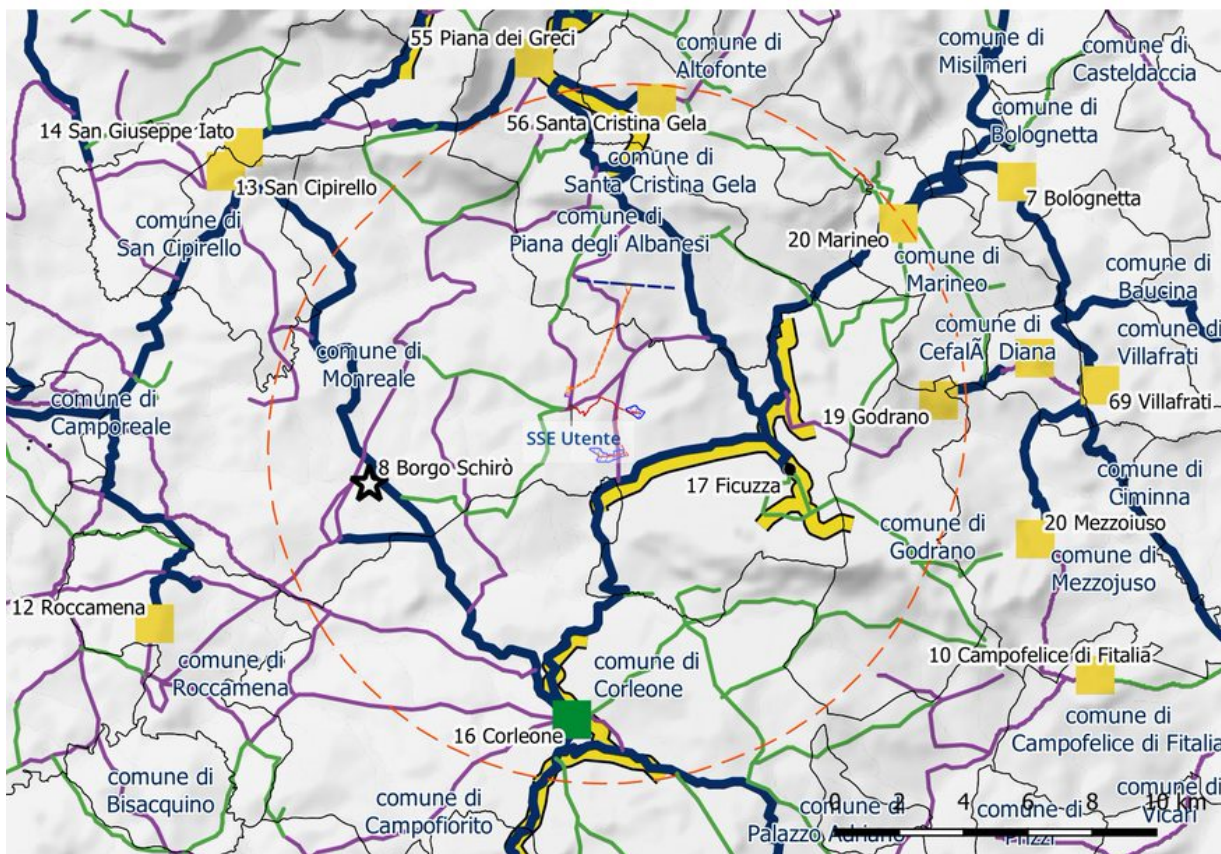 55 Piana dei Greci
comune di
Altofonte
comune di
Misilmeri
comune di
Casteldaccia
comune di
Bolognetta
14 San Giuseppe Iato
56 Santa Cristina Gela
13 San Cipirello
comune di
Santa Cristina Gela
7 Bolognetta
comune di
San Cipirello
comune di
Piana degli Albanesi
20 Marineo
comune di
Marineo
comune di
Baucina
comune di
CefalÃ Diana
comune di
Villafrati
comune di
Monreale
comune di
Camporeale
19 Godrano
69 Villafrati
SSE Utente
8 Borgo Schirò
17 Ficuzza
comune di
Ciminna
comune di
Godrano
20 Mezzoiuso
comune di
Mezzojuso
12 Roccamena
comune di
Roccamena
comune di
Corleone
10 Campofelice di Fitalia
16 Corleone
comune di
Campofelice di Fitalia
comune di
Bisacquino
comune di
Campofiorito
comune di
Palazzo Adriano
comune di
Prizzi
comune di
Vicari
0 2 4 6 8 10 km